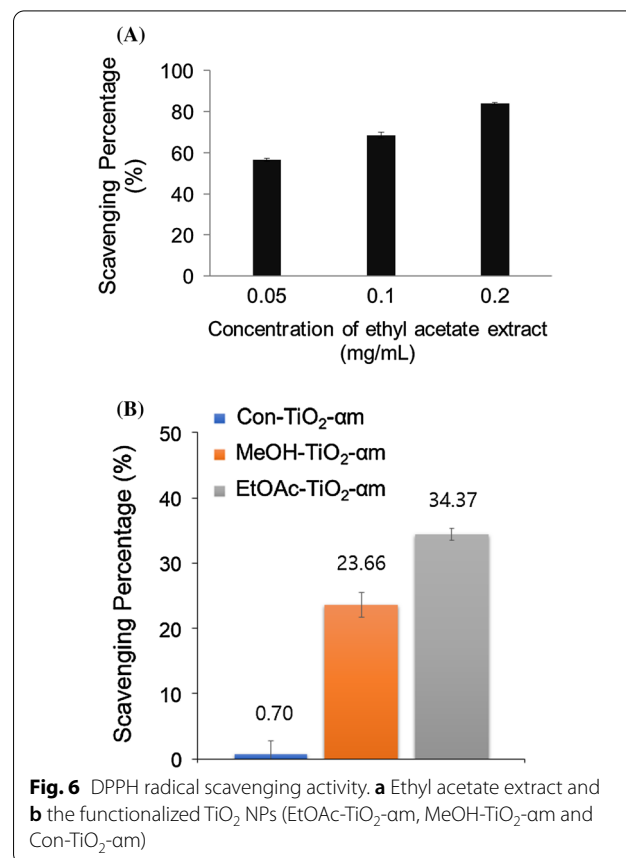 (A)
Scavenging Percentage
(%)
100
80
60
40
20
0
0.05 0.1 0.2
Concentration of ethyl acetate extract
(mg/mL)
(B)
Con-TiO₂-αm
MeOH-TiO₂-αm
EtOAc-TiO₂-αm
Scavenging Percentage (%)
50
40
30
20
10
0
0.70
23.66
34.37
Fig. 6 DPPH radical scavenging activity. a Ethyl acetate extract and
b the functionalized TiO₂ NPs (EtOAc-TiO₂-αm, MeOH-TiO₂-αm and
Con-TiO₂-αm)